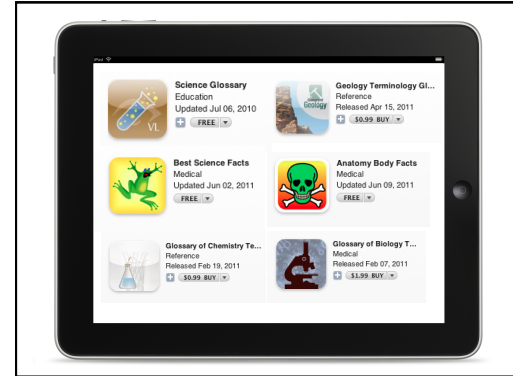 iPad
Science Glossary
Education
Updated Jul 06, 2010
FREE
VL
Geology Terminology Gl...
Reference
Released Apr 15, 2011
$0.99 BUY
Geology
Best Science Facts
Medical
Updated Jun 02, 2011
FREE
Anatomy Body Facts
Medical
Updated Jun 09, 2011
FREE
Glossary of Chemistry Te...
Reference
Released Feb 19, 2011
$0.99 BUY
Glossary of Biology T...
Medical
Released Feb 07, 2011
$1.99 BUY